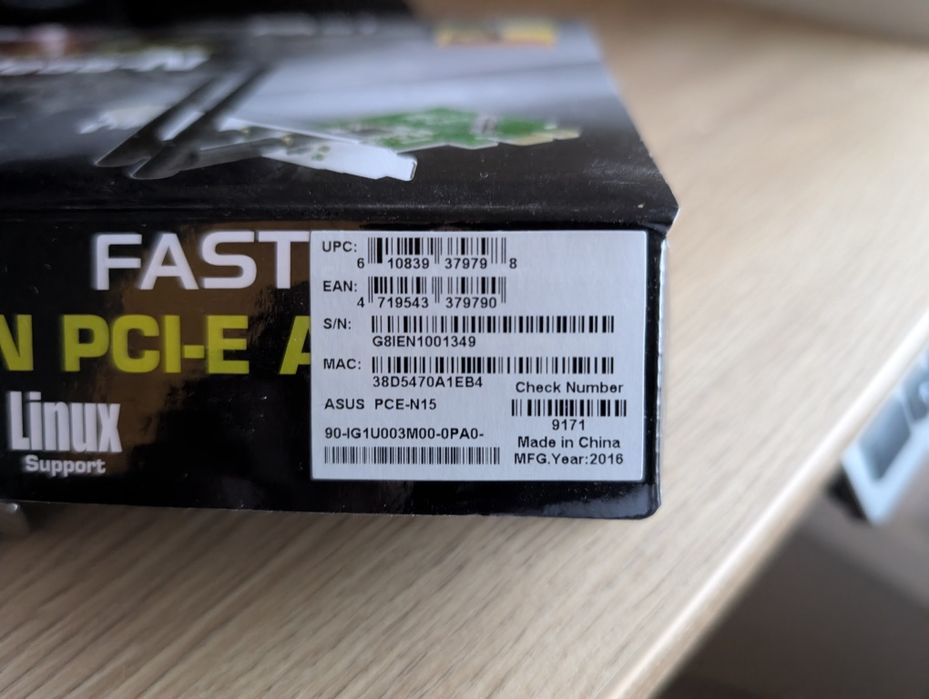 FAST
N PCI-E A
Linux
Support
UPC:
6 10839 37979 8
EAN:
4 719543 379790
S/N:
G8IEN1001349
MAC:
38D5470A1EB4
ASUS PCE-N15
90-IG1U003M00-0PA0-
Check Number
9171
Made in China
MFG.Year:2016